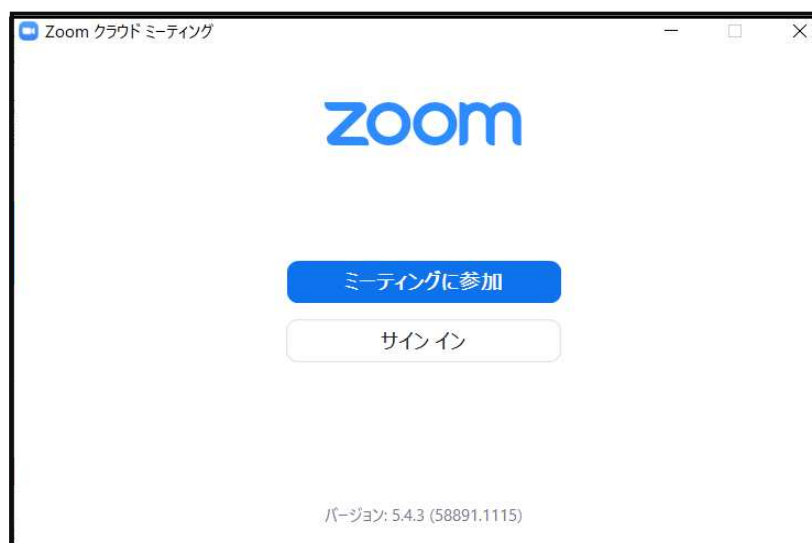 Zoom クラウド ミーティング
zoom
ミーティングに参加
サイン イン
バージョン: 5.4.3 (58891.1115)